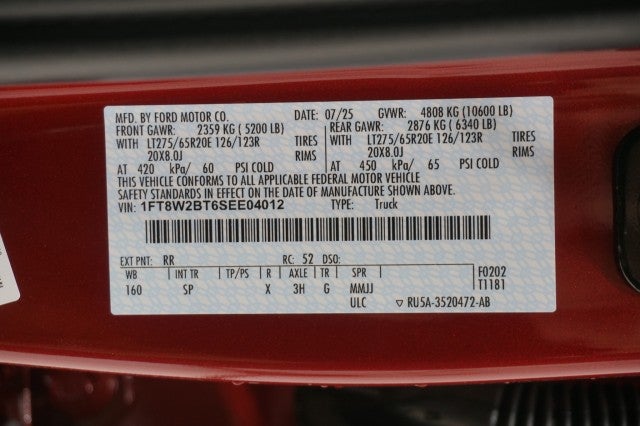 MFD. BY FORD MOTOR CO. DATE: 07/25 GVWR: 4808 KG (10600 LB)
FRONT GAWR: 2359 KG ( 5200 LB) REAR GAWR: 2876 KG ( 6340 LB)
WITH LT275/65R20E 126/123R TIRES WITH LT275/65R20E 126/123R TIRES
20X8.0J RIMS 20X8.0J RIMS
AT 420 kPa/ 60 PSI COLD AT 450 kPa/ 65 PSI COLD
THIS VEHICLE CONFORMS TO ALL APPLICABLE FEDERAL MOTOR VEHICLE
SAFETY STANDARDS IN EFFECT ON THE DATE OF MANUFACTURE SHOWN ABOVE.
VIN: 1FT8W2BT6SEE04012 TYPE: Truck
EXT PNT: RR RC: 52 DSO:
WB INT TR TP/PS R AXLE TR SPR F0202
160 SP X 3H G MMJJ T1181
ULC ▽ RU5A-3520472-AB